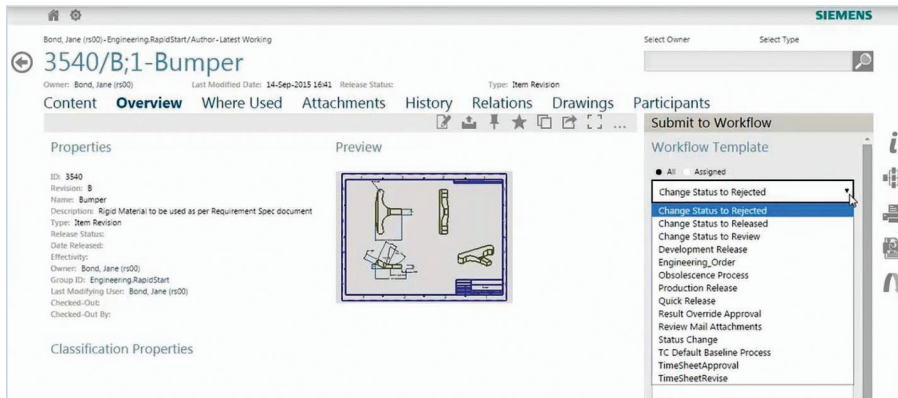 SIEMENS
Bond, Jane (rs00)-Engineering.RapidStart/Author-Latest Working
Select Owner Select Type
3540/B;1-Bumper
Owner: Bond, Jane (rs00) Last Modified Date: 14-Sep-2015 16:41 Release Status: Type: Item Revision
Content Overview Where Used Attachments History Relations Drawings Participants
Submit to Workflow
Properties
Preview
Workflow Template
All Assigned
ID: 3540
Revision: B
Name: Bumper
Description: Rigid Material to be used as per Requirement Spec document
Type: Item Revision
Release Status:
Date Released:
Effectivity:
Owner: Bond, Jane (rs00)
Group ID: Engineering.RapidStart
Last Modifying User: Bond, Jane (rs00)
Checked-Out:
Checked-Out By:
Classification Properties
Change Status to Rejected
Change Status to Rejected
Change Status to Released
Change Status to Review
Development Release
Engineering_Order
Obsolescence Process
Production Release
Quick Release
Result Override Approval
Review Mail Attachments
Status Change
TC Default Baseline Process
TimeSheetApproval
TimeSheetRevise